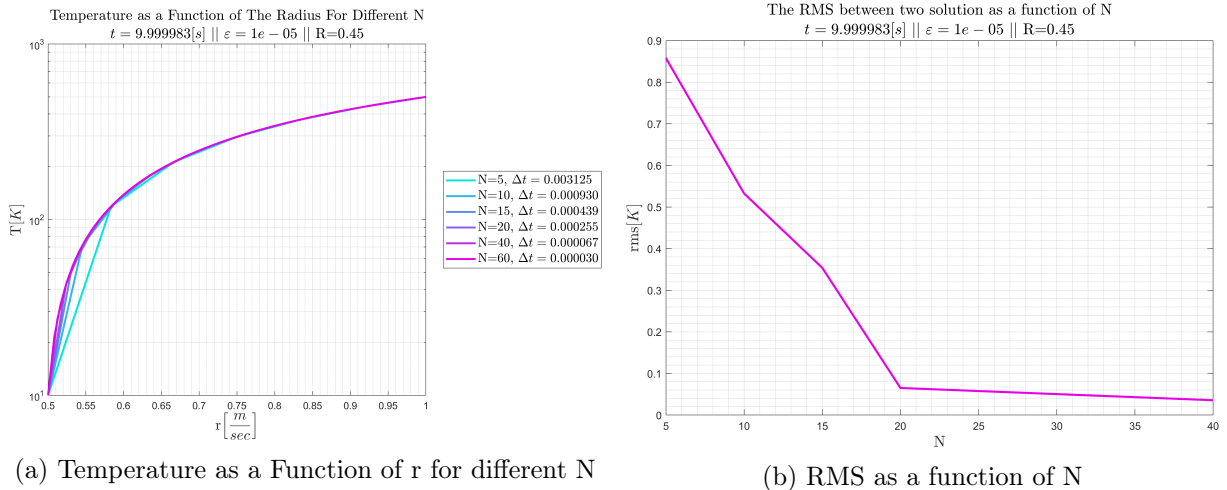 Temperature as a Function of The Radius For Different N
t = 9.999983[s] || ε = 1e − 05 || R=0.45
10³
10²
10¹
T[K]
0.5 0.55 0.6 0.65 0.7 0.75 0.8 0.85 0.9 0.95 1
r[m/sec]
N=5, Δt = 0.003125
N=10, Δt = 0.000930
N=15, Δt = 0.000439
N=20, Δt = 0.000255
N=40, Δt = 0.000067
N=60, Δt = 0.000030
(a) Temperature as a Function of r for different N
The RMS between two solution as a function of N
t = 9.999983[s] || ε = 1e − 05 || R=0.45
0.9
0.8
0.7
0.6
0.5
0.4
0.3
0.2
0.1
0
rms[K]
5 10 15 20 25 30 35 40
N
(b) RMS as a function of N